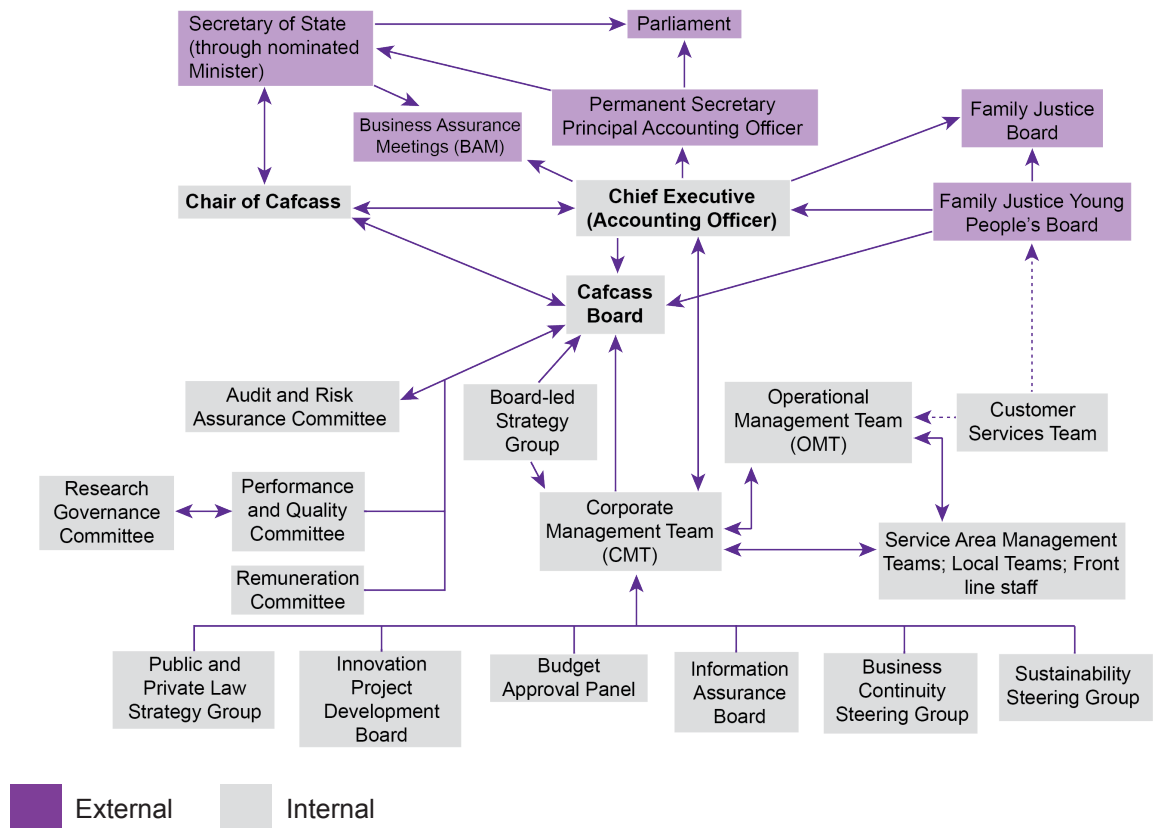 Secretary of State
(through nominated
Minister)
Parliament
Permanent Secretary
Principal Accounting Officer
Business Assurance
Meetings (BAM)
Family Justice
Board
Chair of Cafcass
Chief Executive
(Accounting Officer)
Family Justice Young
People’s Board
Cafcass
Board
Audit and Risk
Assurance Committee
Board-led
Strategy
Group
Operational
Management Team
(OMT)
Customer
Services Team
Research
Governance
Committee
Performance
and Quality
Committee
Corporate
Management Team
(CMT)
Service Area Management
Teams; Local Teams; Front
line staff
Remuneration
Committee
Public and
Private Law
Strategy Group
Innovation
Project
Development
Board
Budget
Approval Panel
Information
Assurance
Board
Business
Continuity
Steering Group
Sustainability
Steering Group
External
Internal